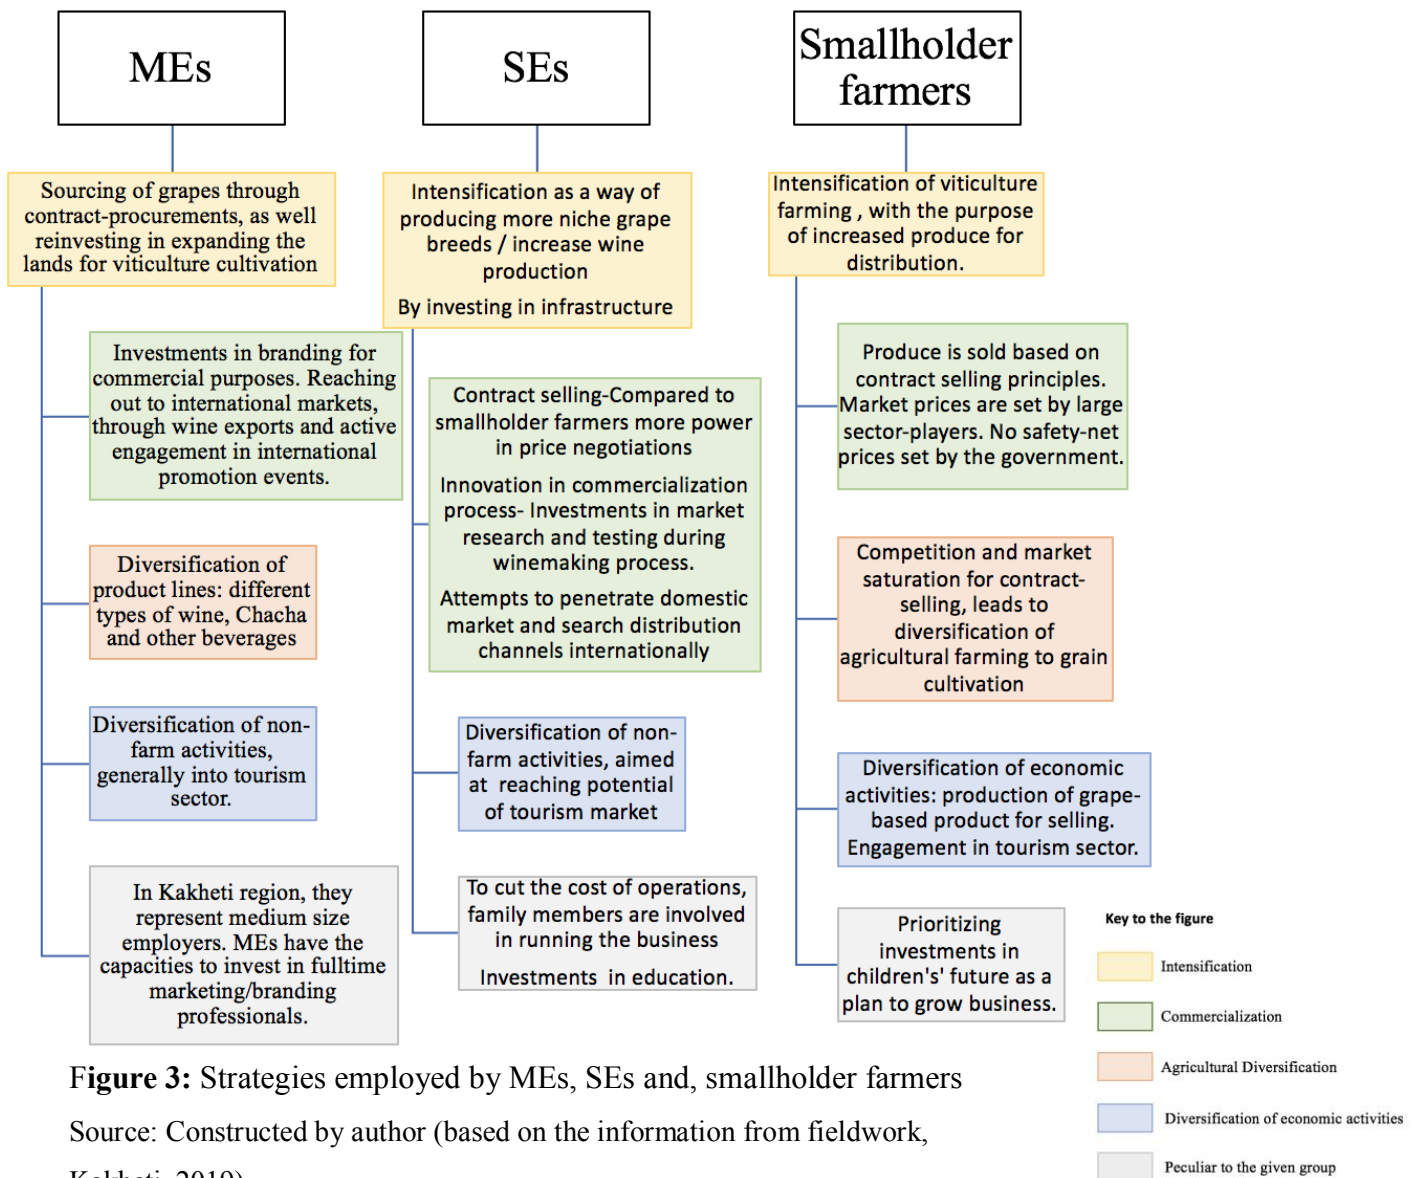 MEs
Sourcing of grapes through
contract-procurements, as well
reinvesting in expanding the
lands for viticulture cultivation
Investments in branding for
commercial purposes. Reaching
out to international markets,
through wine exports and active
engagement in international
promotion events.
Diversification of
product lines: different
types of wine, Chacha
and other beverages
Diversification of non-
farm activities,
generally into tourism
sector.
In Kakheti region, they
represent medium size
employers. MEs have the
capacities to invest in fulltime
marketing/branding
professionals.
SEs
Intensification as a way of
producing more niche grape
breeds / increase wine
production
By investing in infrastructure
Contract selling-Compared to
smallholder farmers more power
in price negotiations
Innovation in commercialization
process- Investments in market
research and testing during
winemaking process.
Attempts to penetrate domestic
market and search distribution
channels internationally
Diversification of non-
farm activities, aimed
at reaching potential
of tourism market
To cut the cost of operations,
family members are involved
in running the business
Investments in education.
Smallholder
farmers
Intensification of viticulture
farming , with the purpose
of increased produce for
distribution.
Produce is sold based on
contract selling principles.
Market prices are set by large
sector-players. No safety-net
prices set by the government.
Competition and market
saturation for contract-
selling, leads to
diversification of
agricultural farming to grain
cultivation
Diversification of economic
activities: production of grape-
based product for selling.
Engagement in tourism sector.
Prioritizing
investments in
children's' future as a
plan to grow business.
Key to the figure
Intensification
Commercialization
Agricultural Diversification
Diversification of economic activities
Peculiar to the given group
Figure 3: Strategies employed by MEs, SEs and, smallholder farmers
Source: Constructed by author (based on the information from fieldwork,
Kakheti, 2019)